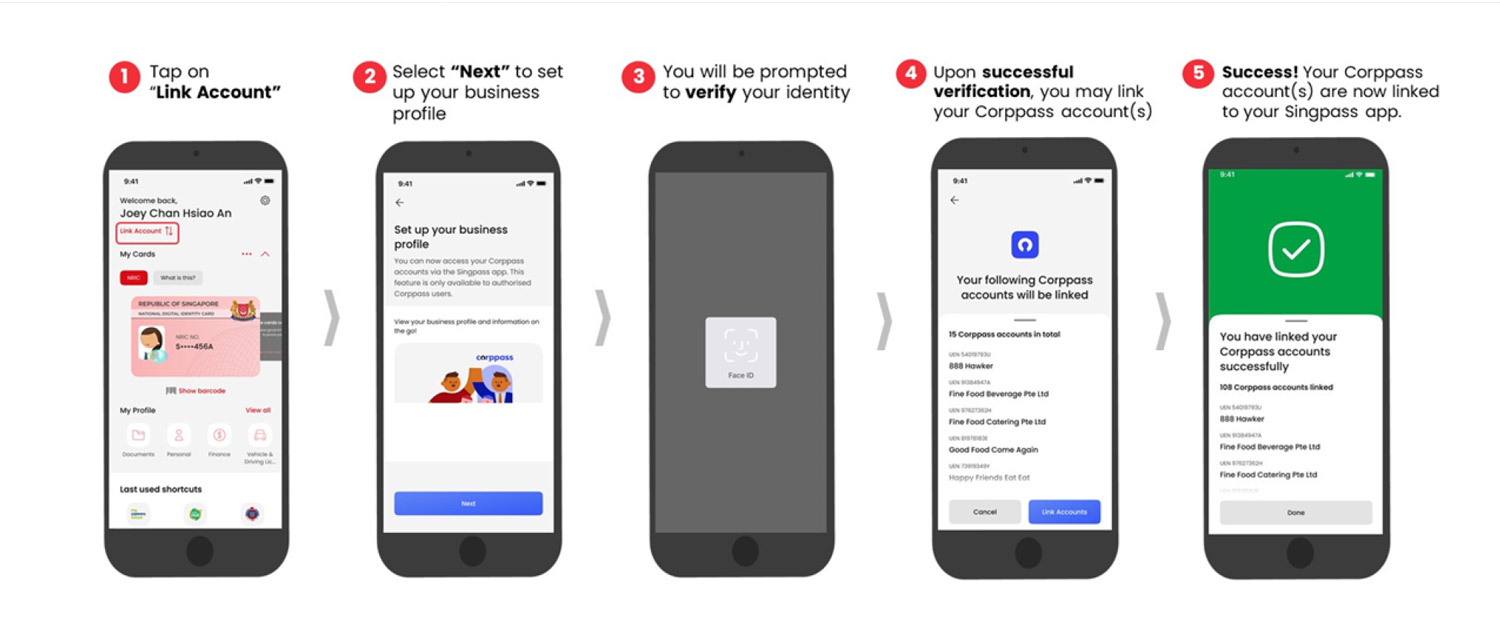 1 Tap on
"Link Account"
9:41
Welcome back,
Joey Chan Hsiao An
Link Account
My Cards
NRIC
What is this?
REPUBLIC OF SINGAPORE
NATIONAL DIGITAL IDENTITY CARD
NRIC NO.
S••••456A
Show barcode
My Profile
View all
Documents
Personal
Finance
Vehicle &
Driving Lic...
Last used shortcuts
2 Select "Next" to set
up your business
profile
9:41
Set up your business
profile
You can now access your Corppass
accounts via the Singpass app. This
feature is only available to authorised
Corppass users.
View your business profile and information on
the go!
corppass
Next
3 You will be prompted
to verify your identity
Face ID
4 Upon successful
verification, you may link
your Corppass account(s)
9:41
Your following Corppass
accounts will be linked
15 Corppass accounts in total
UEN 54019793U
888 Hawker
UEN 91384947A
Fine Food Beverage Pte Ltd
UEN 97627362H
Fine Food Catering Pte Ltd
UEN 81976183E
Good Food Come Again
UEN 73919349Y
Happy Friends Eat Eat
Cancel
Link Accounts
5 Success! Your Corppass
account(s) are now linked
to your Singpass app.
9:41
You have linked your
Corppass accounts
successfully
108 Corppass accounts linked
UEN 54019793U
888 Hawker
UEN 91384947A
Fine Food Beverage Pte Ltd
UEN 97627362H
Fine Food Catering Pte Ltd
Done